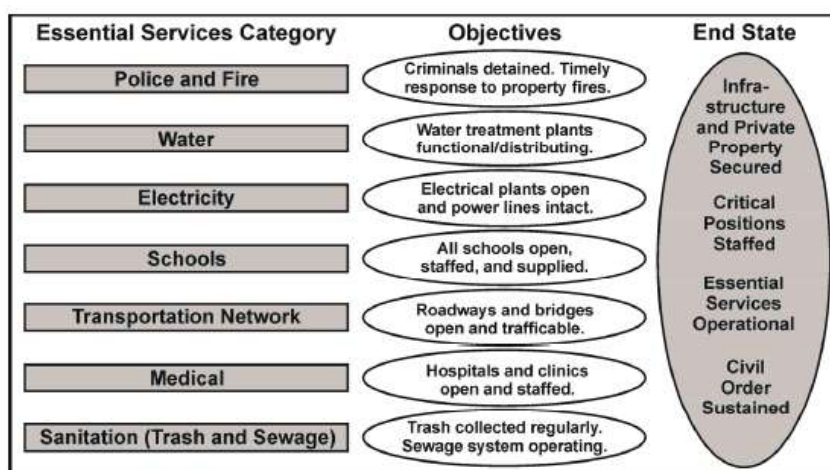 Essential Services Category
Objectives
End State
Police and Fire
Criminals detained. Timely
response to property fires.
Water
Water treatment plants
functional/distributing.
Electricity
Electrical plants open
and power lines intact.
Schools
All schools open,
staffed, and supplied.
Transportation Network
Roadways and bridges
open and trafficable.
Medical
Hospitals and clinics
open and staffed.
Sanitation (Trash and Sewage)
Trash collected regularly.
Sewage system operating.
Infra-
structure
and Private
Property
Secured
Critical
Positions
Staffed
Essential
Services
Operational
Civil
Order
Sustained